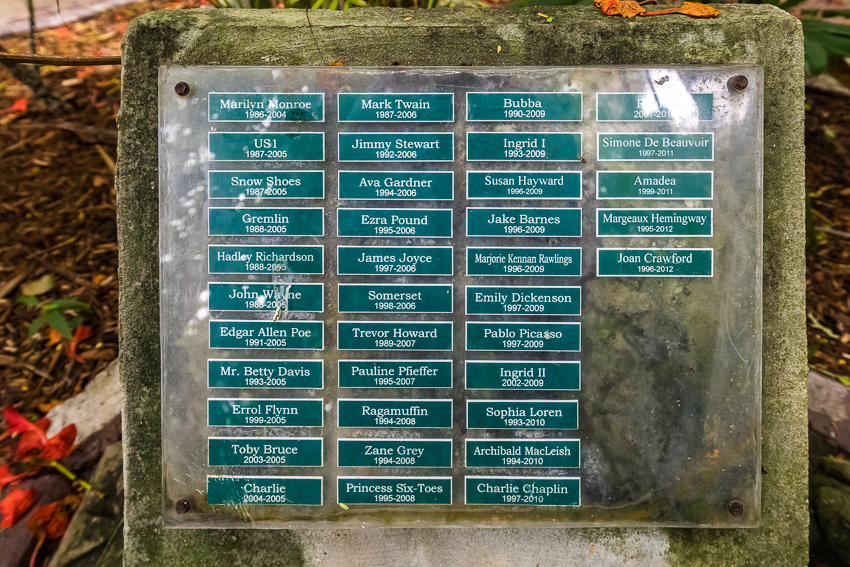 Marilyn Monroe
1986-2004
US1
1987-2005
Snow Shoes
1987-2005
Gremlin
1988-2005
Hadley Richardson
1988-2005
John Wayne
1988-2005
Edgar Allen Poe
1991-2005
Mr. Betty Davis
1993-2005
Errol Flynn
1999-2005
Toby Bruce
2003-2005
Charlie
2004-2005
Mark Twain
1987-2006
Jimmy Stewart
1992-2006
Ava Gardner
1994-2006
Ezra Pound
1995-2006
James Joyce
1997-2006
Somerset
1998-2006
Trevor Howard
1989-2007
Pauline Pfieffer
1995-2007
Ragamuffin
1994-2008
Zane Grey
1994-2008
Princess Six-Toes
1995-2008
Bubba
1990-2009
Ingrid I
1993-2009
Susan Hayward
1996-2009
Jake Barnes
1996-2009
Marjorie Kennan Rawlings
1996-2009
Emily Dickenson
1997-2009
Pablo Picasso
1997-2009
Ingrid II
2002-2009
Sophia Loren
1993-2010
Archibald MacLeish
1994-2010
Charlie Chaplin
1997-2010
Simone De Beauvoir
1997-2011
Amadea
1999-2011
Margeaux Hemingway
1995-2012
Joan Crawford
1996-2012